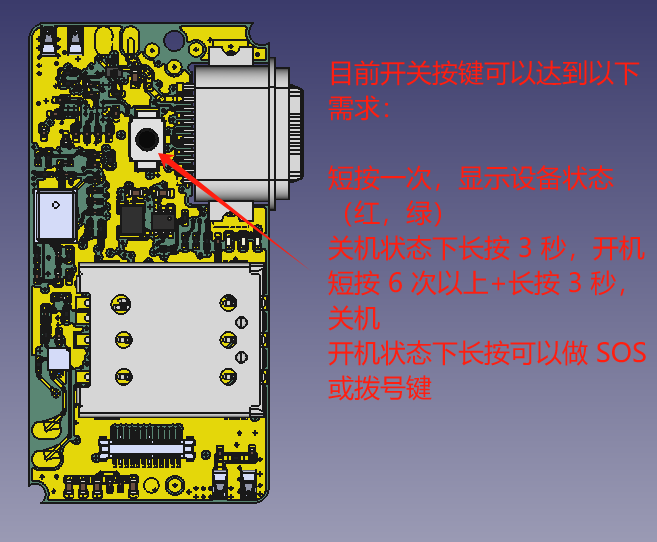 目前开关按键可以达到以下
需求：
短按一次，显示设备状态
（红，绿）
关机状态下长按 3 秒，开机
短按 6 次以上+长按 3 秒，
关机
开机状态下长按可以做 SOS
或拨号键